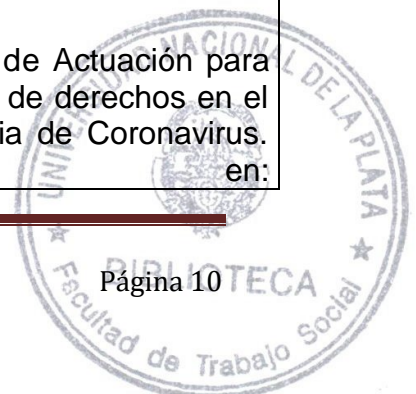 de Actuación para
de derechos en el
ia de Coronavirus.
en:
Página 10
UNIVERSIDAD NACIONAL DE LA PLATA
BIBLIOTECA
Facultad de Trabajo Social